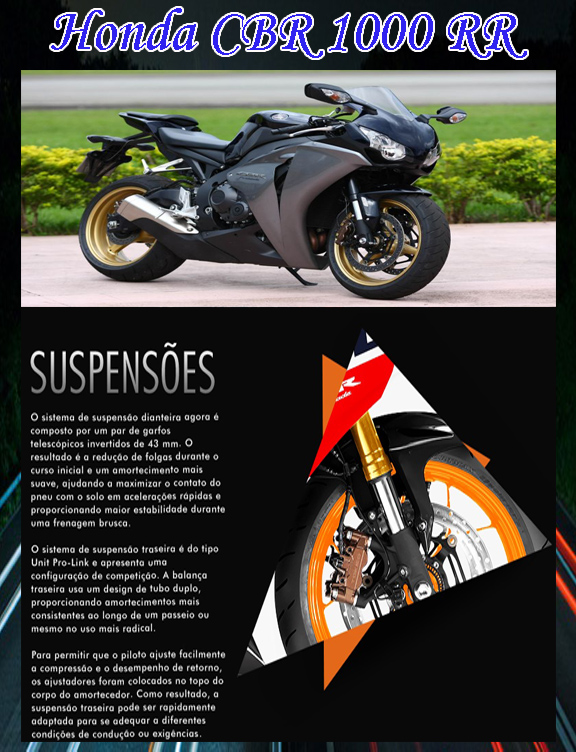 Honda CBR 1000 RR
SUSPENSÕES
O sistema de suspensão dianteira agora é
composto por um par de garfos
telescópicos invertidos de 43 mm. O
resultado é a redução de folgas durante o
curso inicial e um amortecimento mais
suave, ajudando a maximizar o contato do
pneu com o solo em acelerações rápidas e
proporcionando maior estabilidade durante
uma frenagem brusca.
O sistema de suspensão traseira é do tipo
Unit Pro-Link e apresenta uma
configuração de competição. A balança
traseira usa um design de tubo duplo,
proporcionando amortecimentos mais
consistentes ao longo de um passeio ou
mesmo no uso mais radical.
Para permitir que o piloto ajuste facilmente
a compressão e o desempenho de retorno,
os ajustadores foram colocados no topo do
corpo do amortecedor. Como resultado, a
suspensão traseira pode ser rapidamente
adaptada para se adequar a diferentes
condições de condução ou exigências.